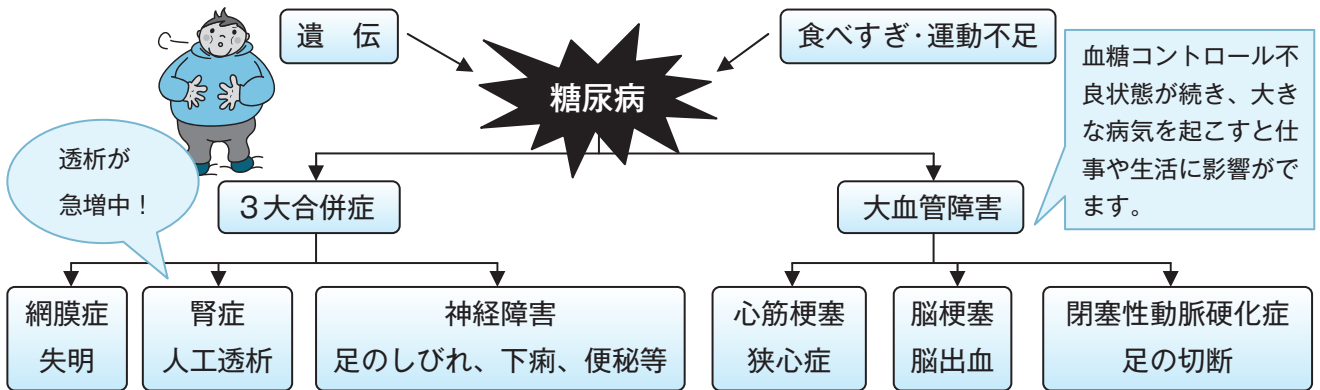 遺　伝
食べすぎ・運動不足
糖尿病
血糖コントロール不
良状態が続き、大き
な病気を起こすと仕
事や生活に影響がで
ます。
透析が
急増中！
３大合併症
大血管障害
網膜症
失明
腎症
人工透析
神経障害
足のしびれ、下痢、便秘等
心筋梗塞
狭心症
脳梗塞
脳出血
閉塞性動脈硬化症
足の切断